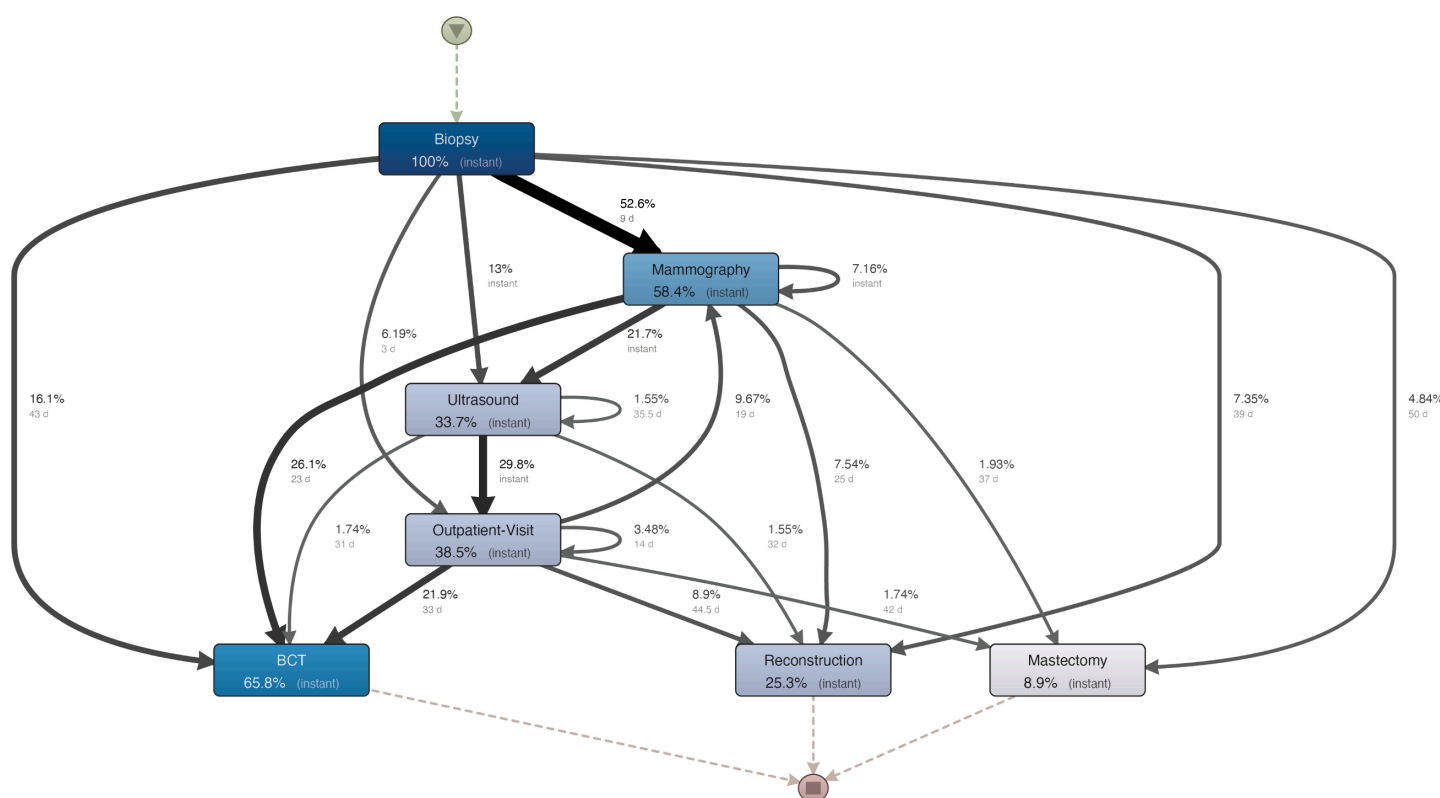 Biopsy
100% (instant)
52.6%
9 d
Mammography
58.4% (instant)
7.16%
instant
13%
instant
6.19%
3 d
21.7%
instant
16.1%
43 d
Ultrasound
33.7% (instant)
1.55%
35.5 d
9.67%
19 d
7.35%
39 d
4.84%
50 d
26.1%
23 d
29.8%
instant
7.54%
25 d
1.93%
37 d
1.74%
31 d
Outpatient-Visit
38.5% (instant)
3.48%
14 d
1.55%
32 d
21.9%
33 d
8.9%
44.5 d
1.74%
42 d
BCT
65.8% (instant)
Reconstruction
25.3% (instant)
Mastectomy
8.9% (instant)